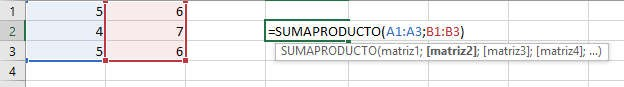 1 5 6
2 4 7 =SUMAPRODUCTO(A1:A3;B1:B3)
3 5 6 SUMAPRODUCTO(matriz1; [matriz2]; [matriz3]; [matriz4]; ...)
4